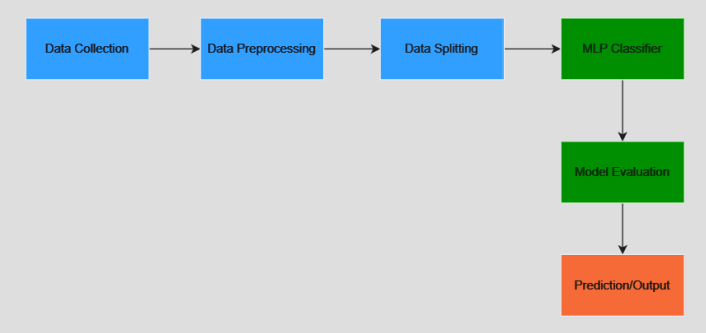 Data Collection
Data Preprocessing
Data Splitting
MLP Classifier
Model Evaluation
Prediction/Output